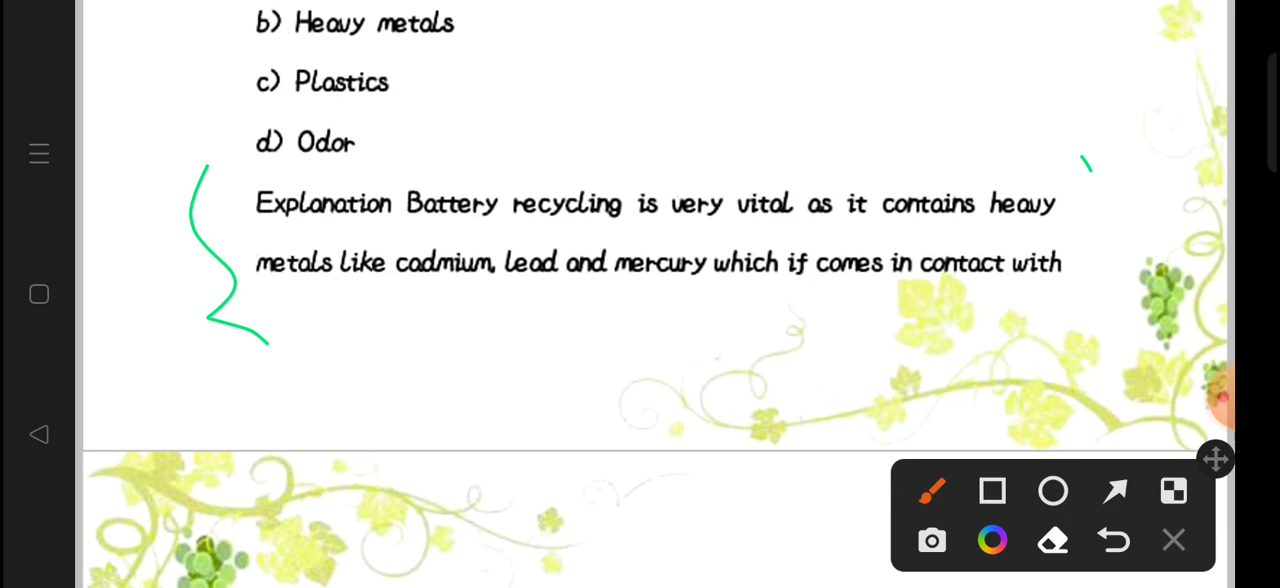 b) Heavy metals
c) Plastics
d) Odor
Explanation Battery recycling is very vital as it contains heavy
metals like cadmium, lead and mercury which if comes in contact with